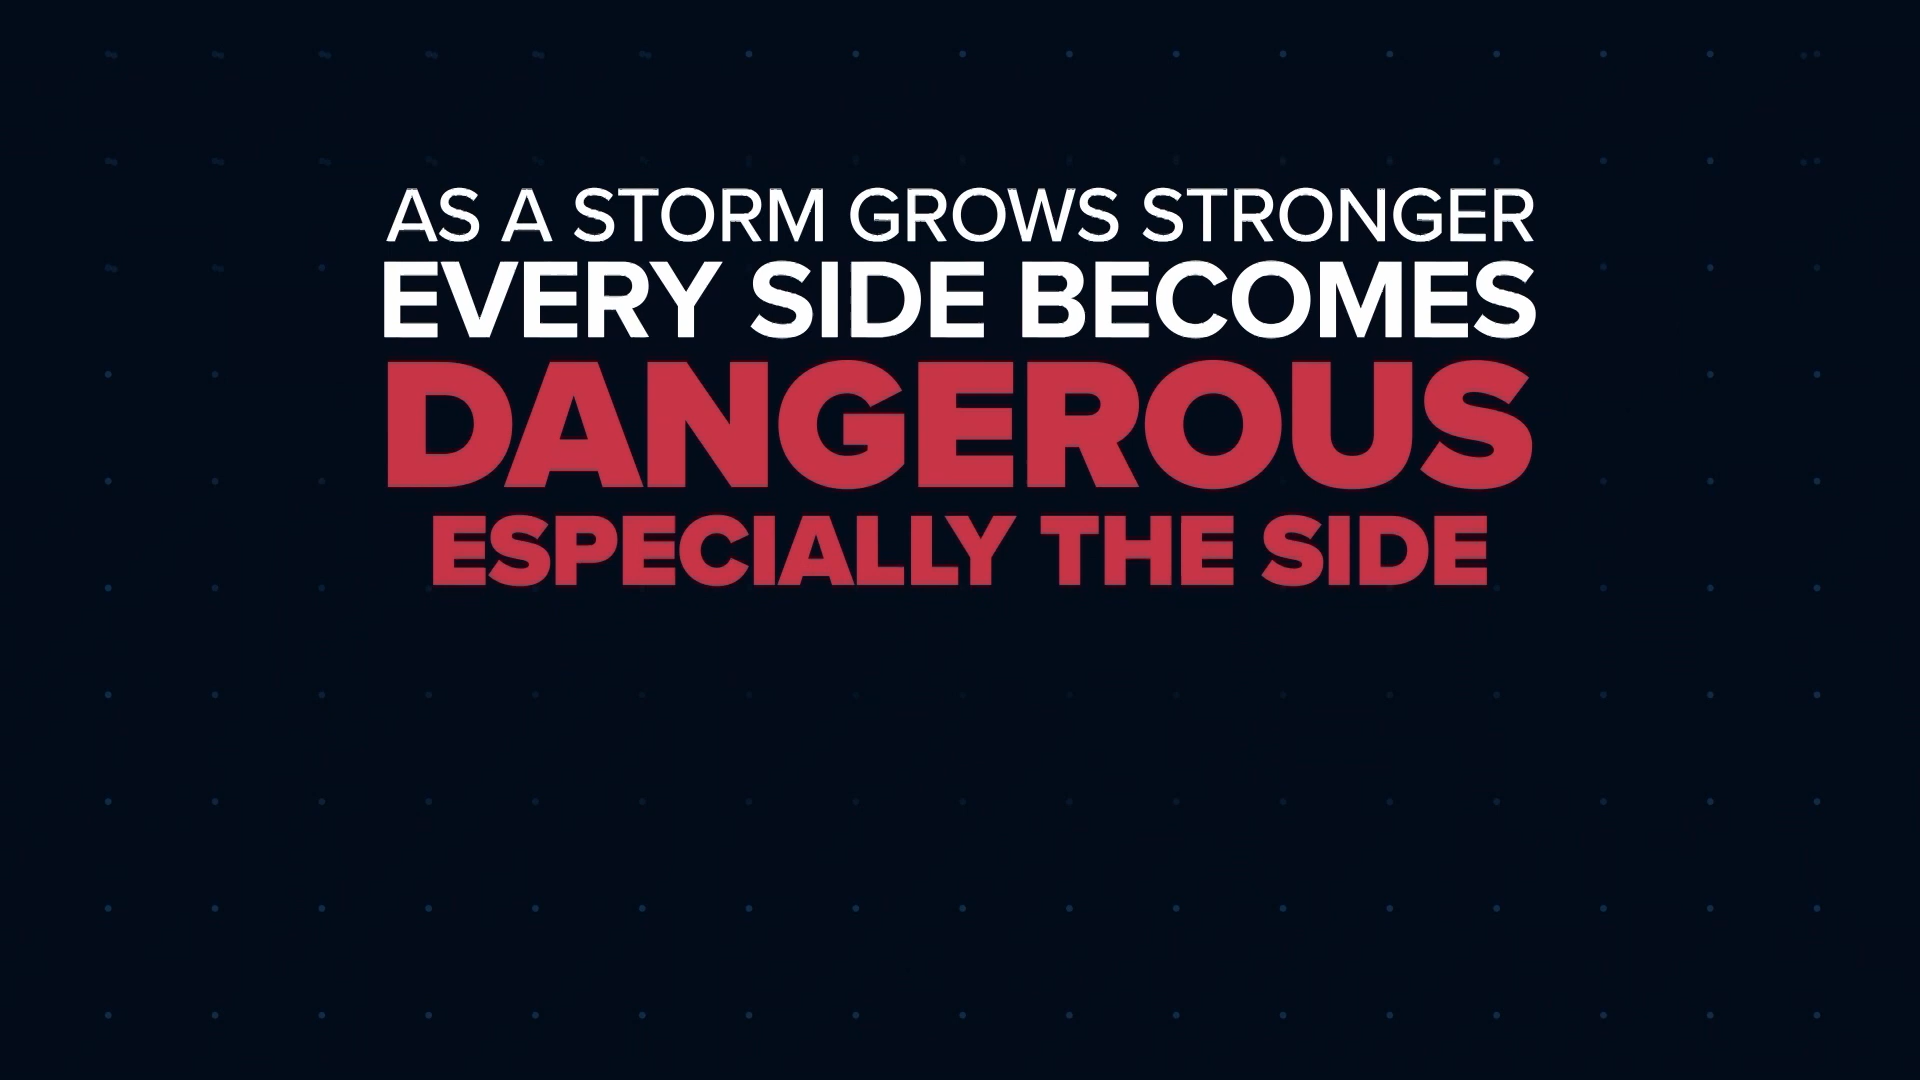 AS A STORM GROWS STRONGER
EVERY SIDE BECOMES
DANGEROUS
ESPECIALLY THE SIDE